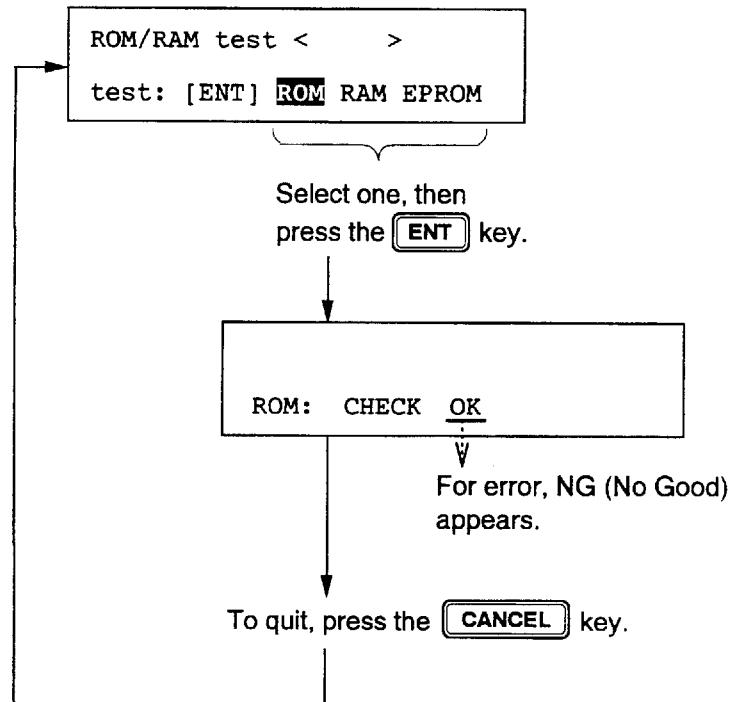 ROM/RAM test < >
test: [ENT] ROM RAM EPROM
Select one, then
press the ENT key.
ROM: CHECK OK
For error, NG (No Good)
appears.
To quit, press the CANCEL key.